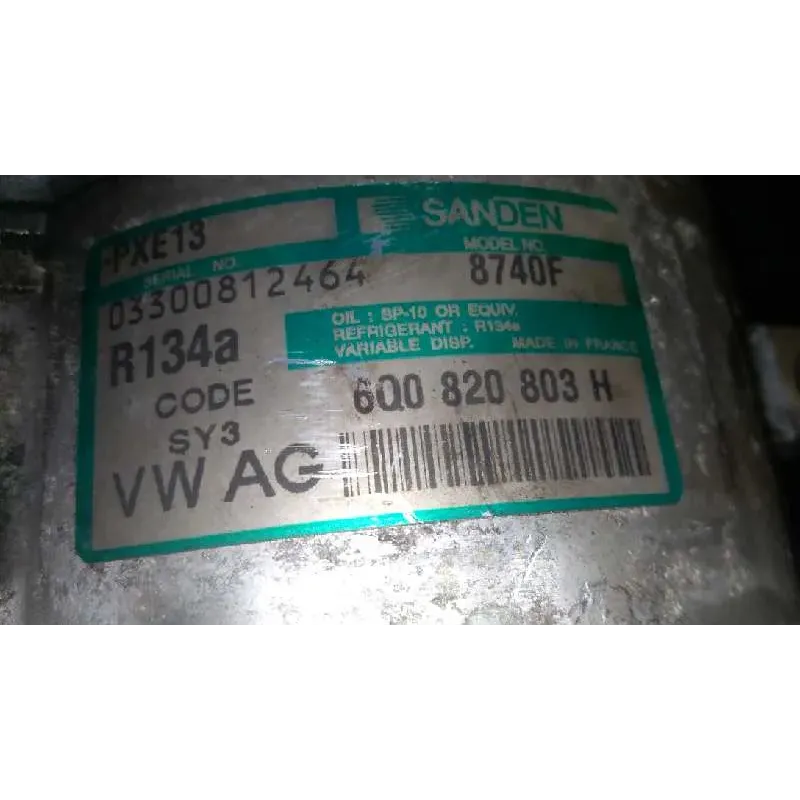 -PXE13
SANDEN
SERIAL NO.
MODEL NO.
03300812464
8740F
R134a
OIL : SP-10 OR EQUIV.
REFRIGERANT : R134a
VARIABLE DISP. MADE IN FRANCE
CODE
6Q0 820 803 H
SY3
VW AG